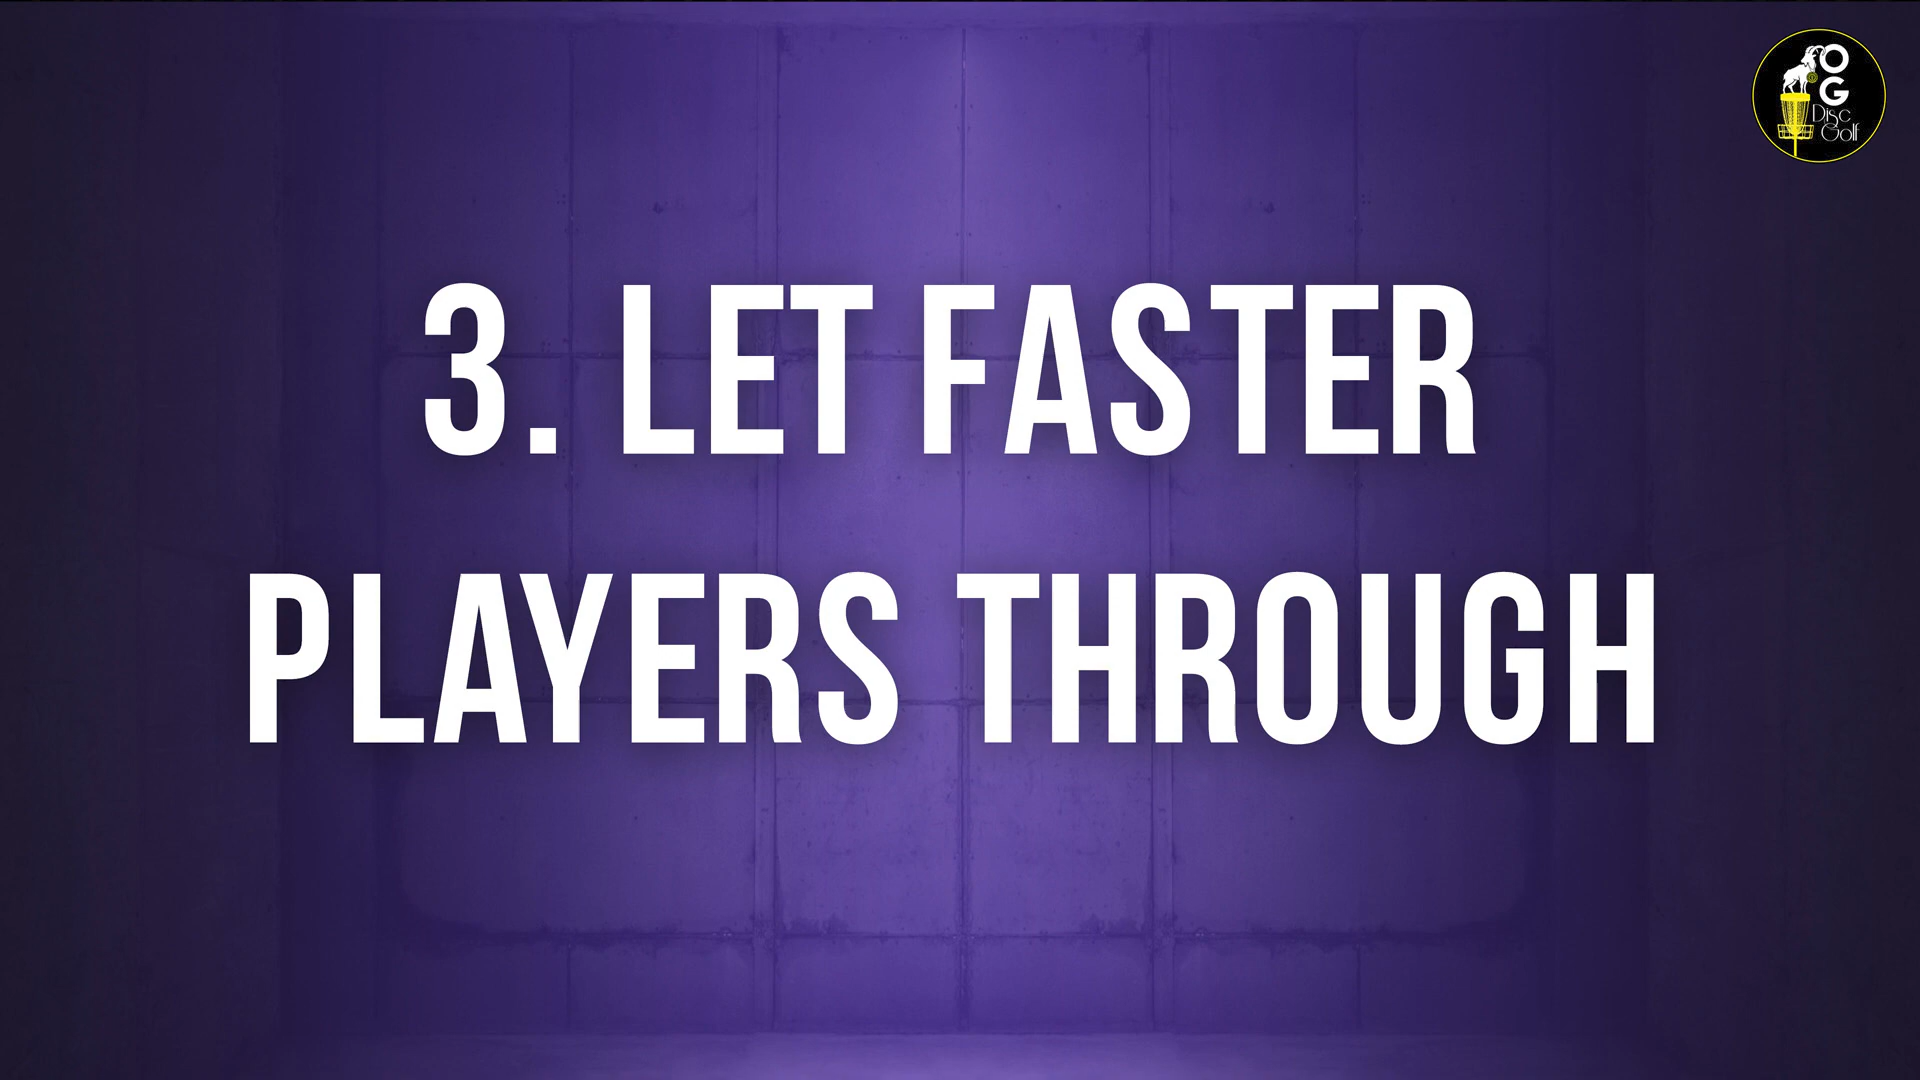 O
G
Disc
Golf
3. LET FASTER
PLAYERS THROUGH